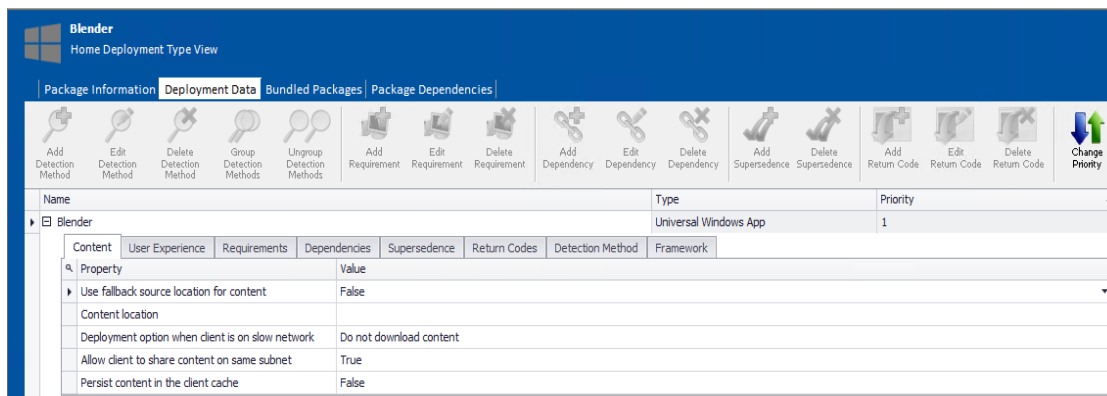 Blender
Home Deployment Type View
Package Information Deployment Data Bundled Packages Package Dependencies
Add Detection Method
Edit Detection Method
Delete Detection Method
Group Detection Methods
Ungroup Detection Methods
Add Requirement
Edit Requirement
Delete Requirement
Add Dependency
Edit Dependency
Delete Dependency
Add Supersedence
Delete Supersedence
Add Return Code
Edit Return Code
Delete Return Code
Change Priority
Name Type Priority
Blender Universal Windows App 1
Content User Experience Requirements Dependencies Supersedence Return Codes Detection Method Framework
Property Value
Use fallback source location for content False
Content location
Deployment option when client is on slow network Do not download content
Allow client to share content on same subnet True
Persist content in the client cache False